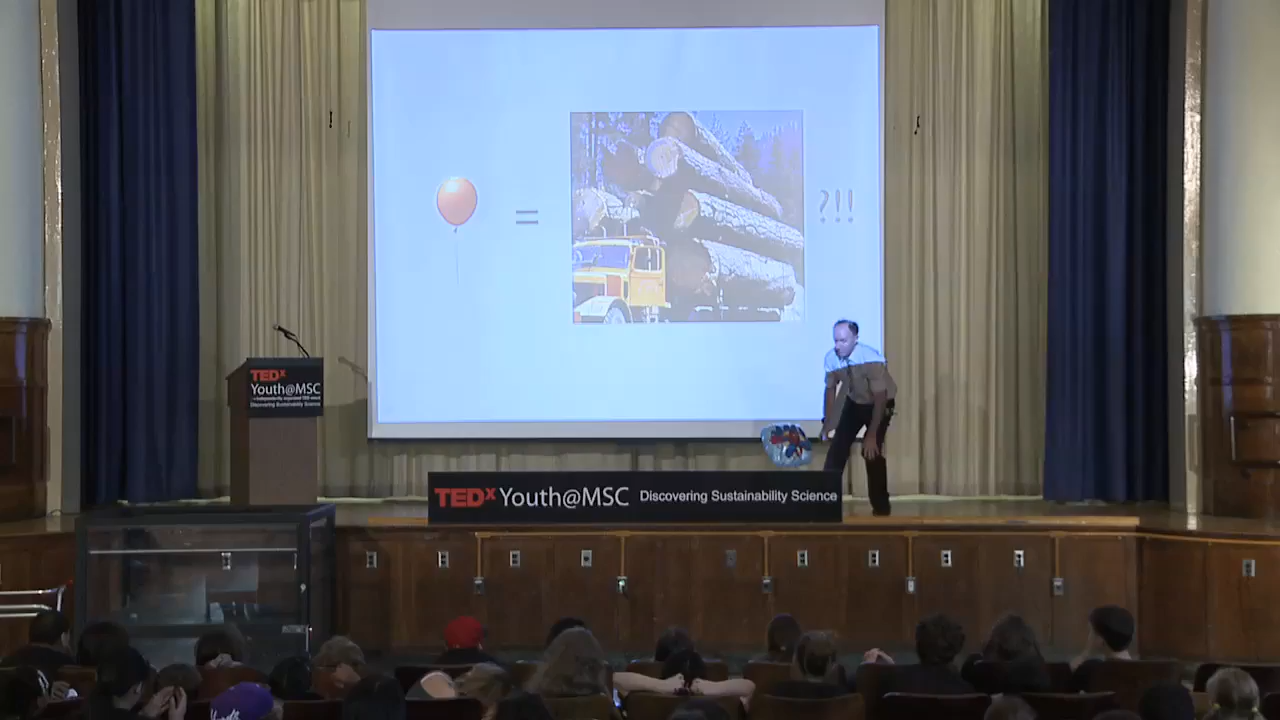 = ?!!
TEDx
Youth@MSC
Discovering Sustainability Science
TEDx Youth@MSC Discovering Sustainability Science